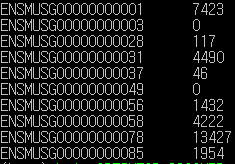 ENSMUSG00000000001 7423
ENSMUSG00000000003 0
ENSMUSG00000000028 117
ENSMUSG00000000031 4490
ENSMUSG00000000037 46
ENSMUSG00000000049 0
ENSMUSG00000000056 1432
ENSMUSG00000000058 4222
ENSMUSG00000000078 13427
ENSMUSG00000000085 1954